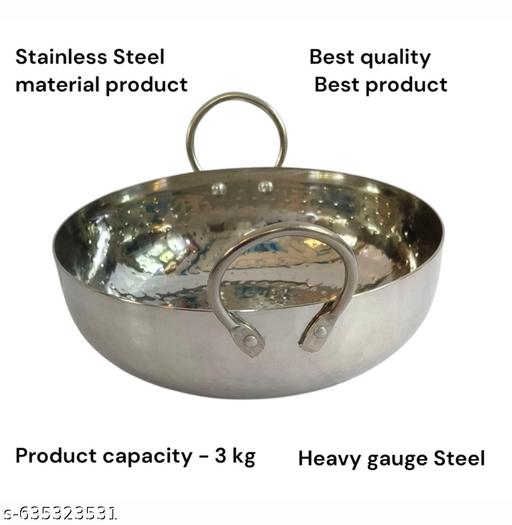 Stainless Steel
material product
Best quality
Best product
Product capacity - 3 kg
Heavy gauge Steel
s-635323531